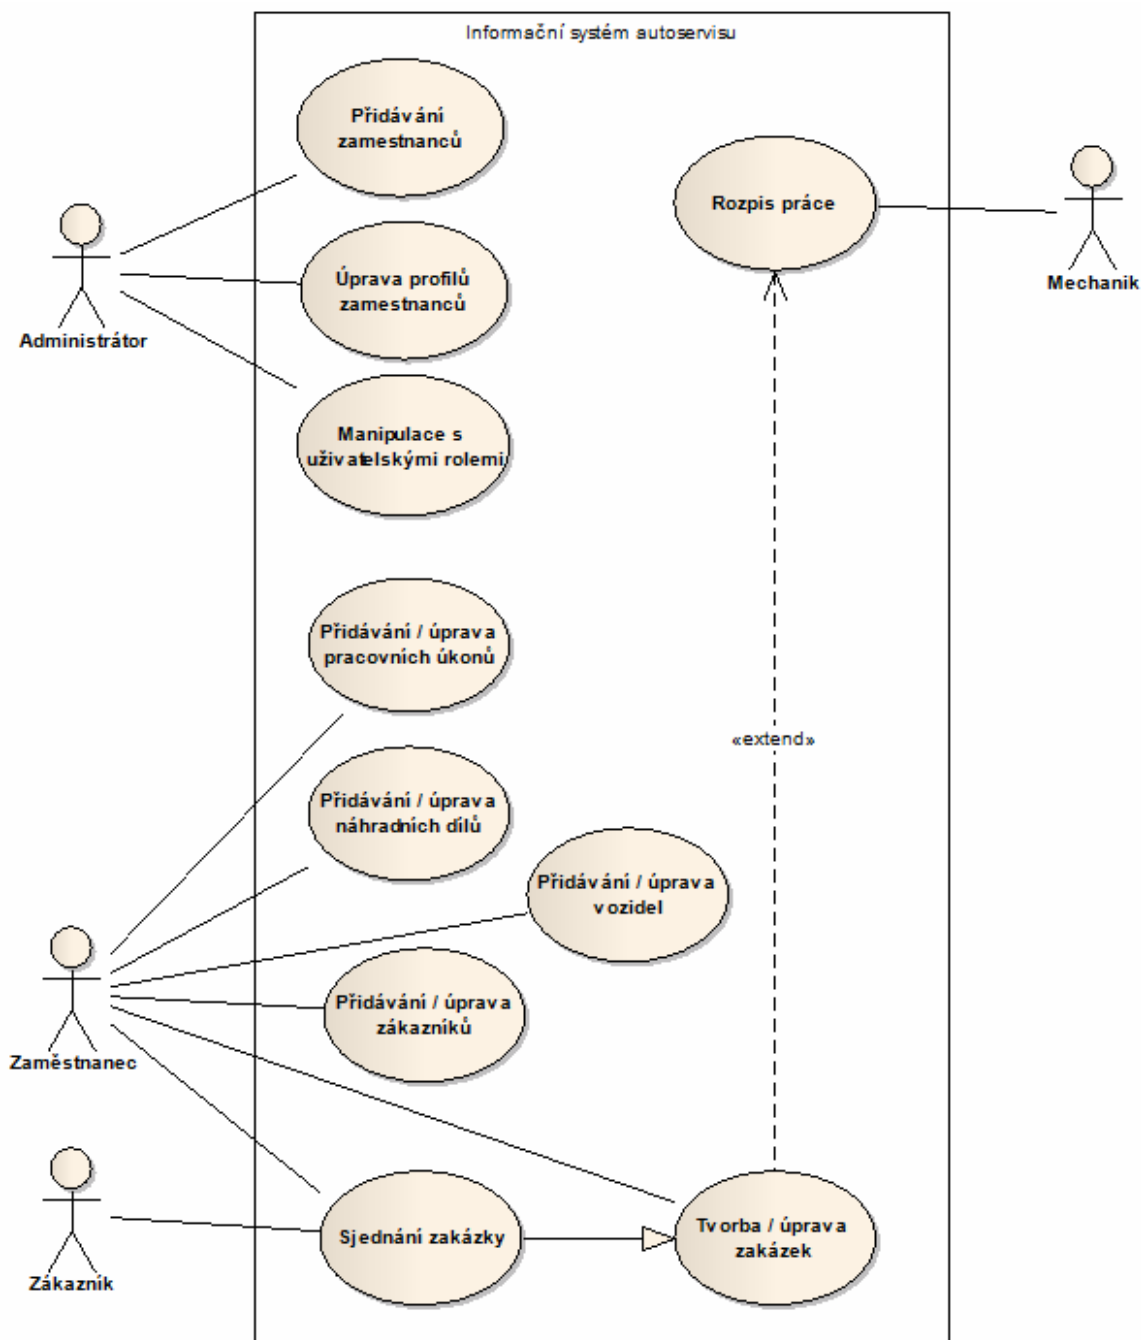 Informační systém autoservisu
Přidávání
zamestnanců
Rozpis práce
Mechanik
Úprava profilů
zamestnanců
Administrátor
Manipulace s
uživatelskými rolemi
Přidávání / úprava
pracovních úkonů
«extend»
Přidávání / úprava
náhradních dílů
Přidávání / úprava
vozidel
Přidávání / úprava
zákazníků
Zaměstnanec
Sjednání zakázky
Tvorba / úprava
zakázek
Zákazník